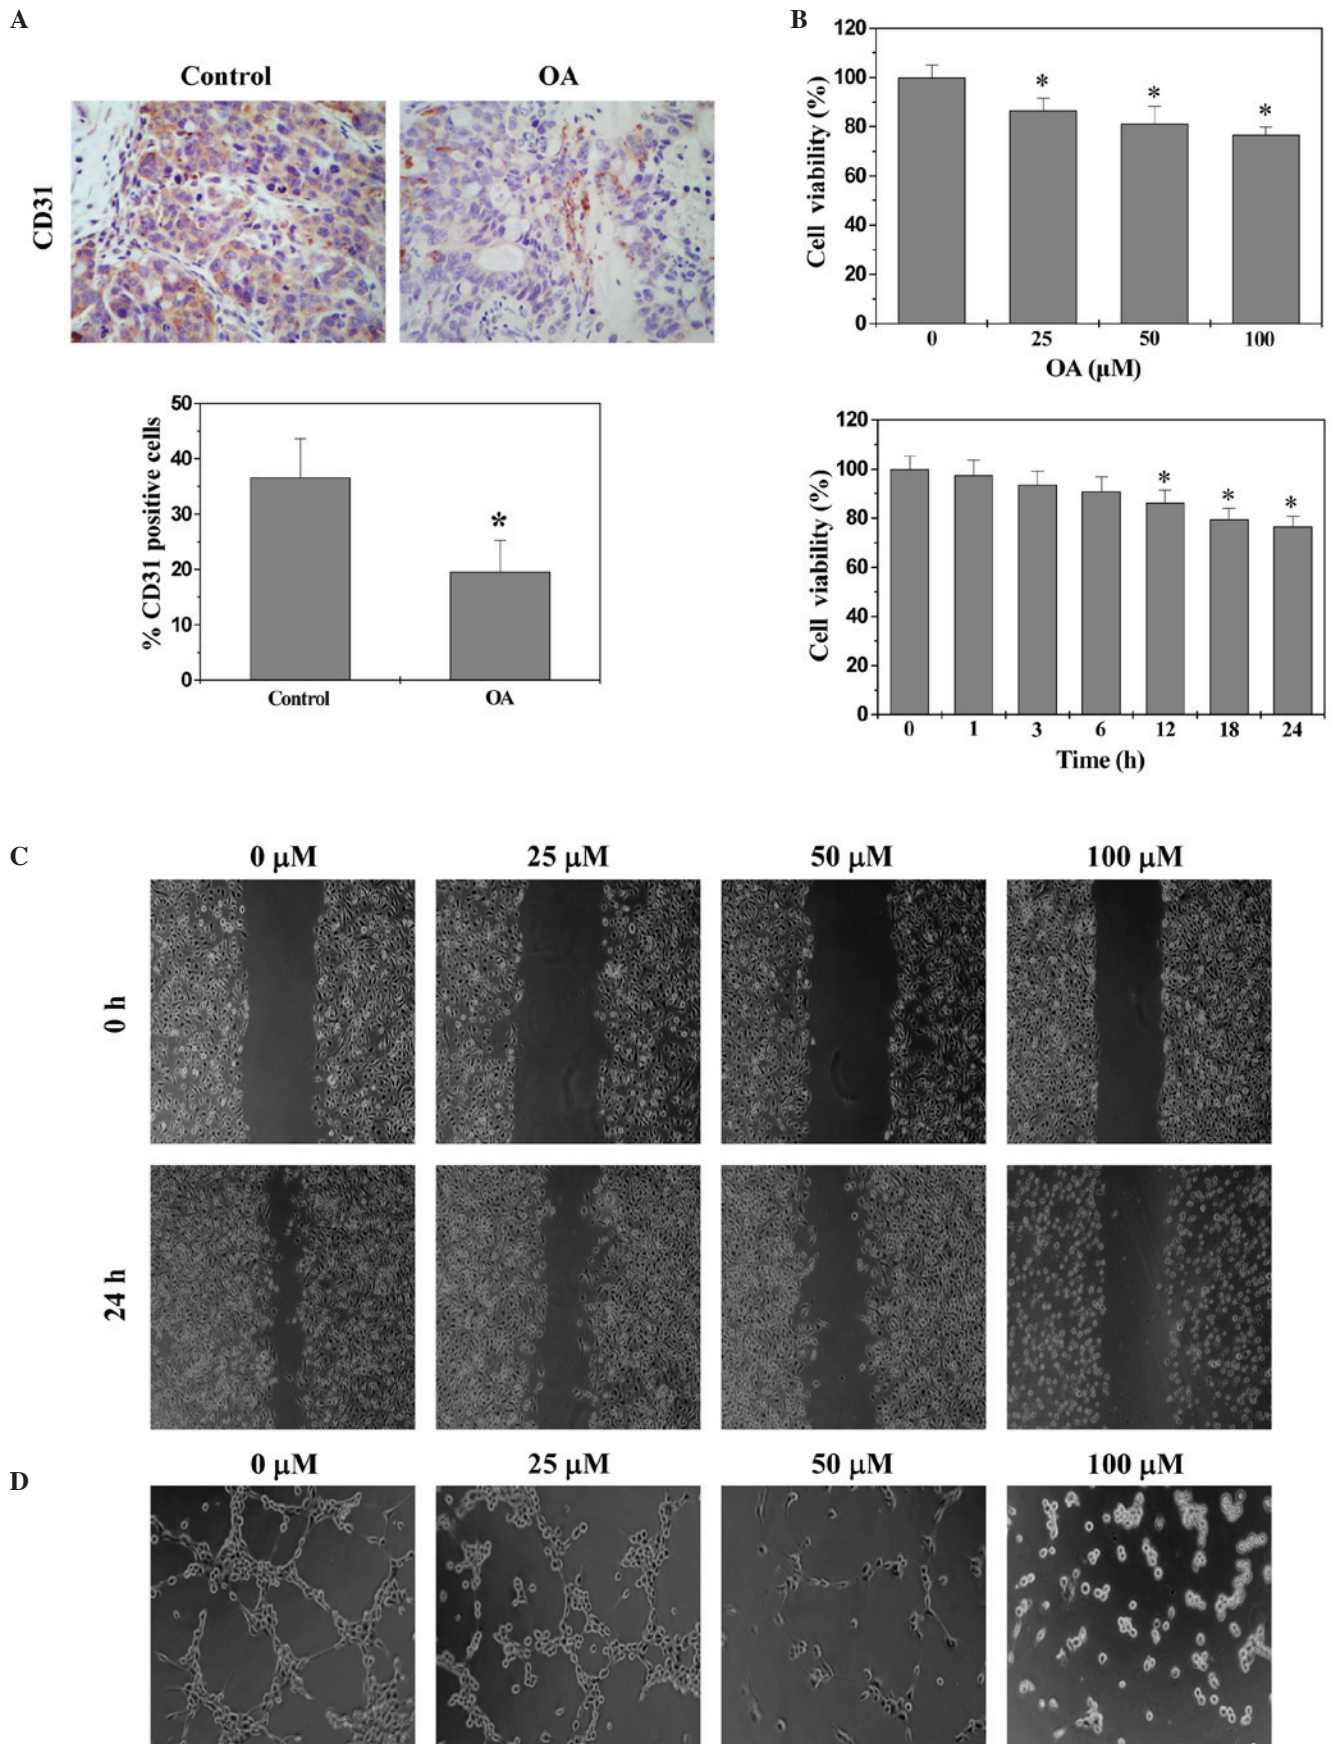 A
Control OA
CD31
% CD31 positive cells
50
40
30
20
10
0
*
Control OA
B
Cell viability (%)
120
100
80
60
40
20
0
* * *
0 25 50 100
OA (µM)
Cell viability (%)
120
100
80
60
40
20
0
* * *
0 1 3 6 12 18 24
Time (h)
C
0 µM 25 µM 50 µM 100 µM
0 h
24 h
D
0 µM 25 µM 50 µM 100 µM